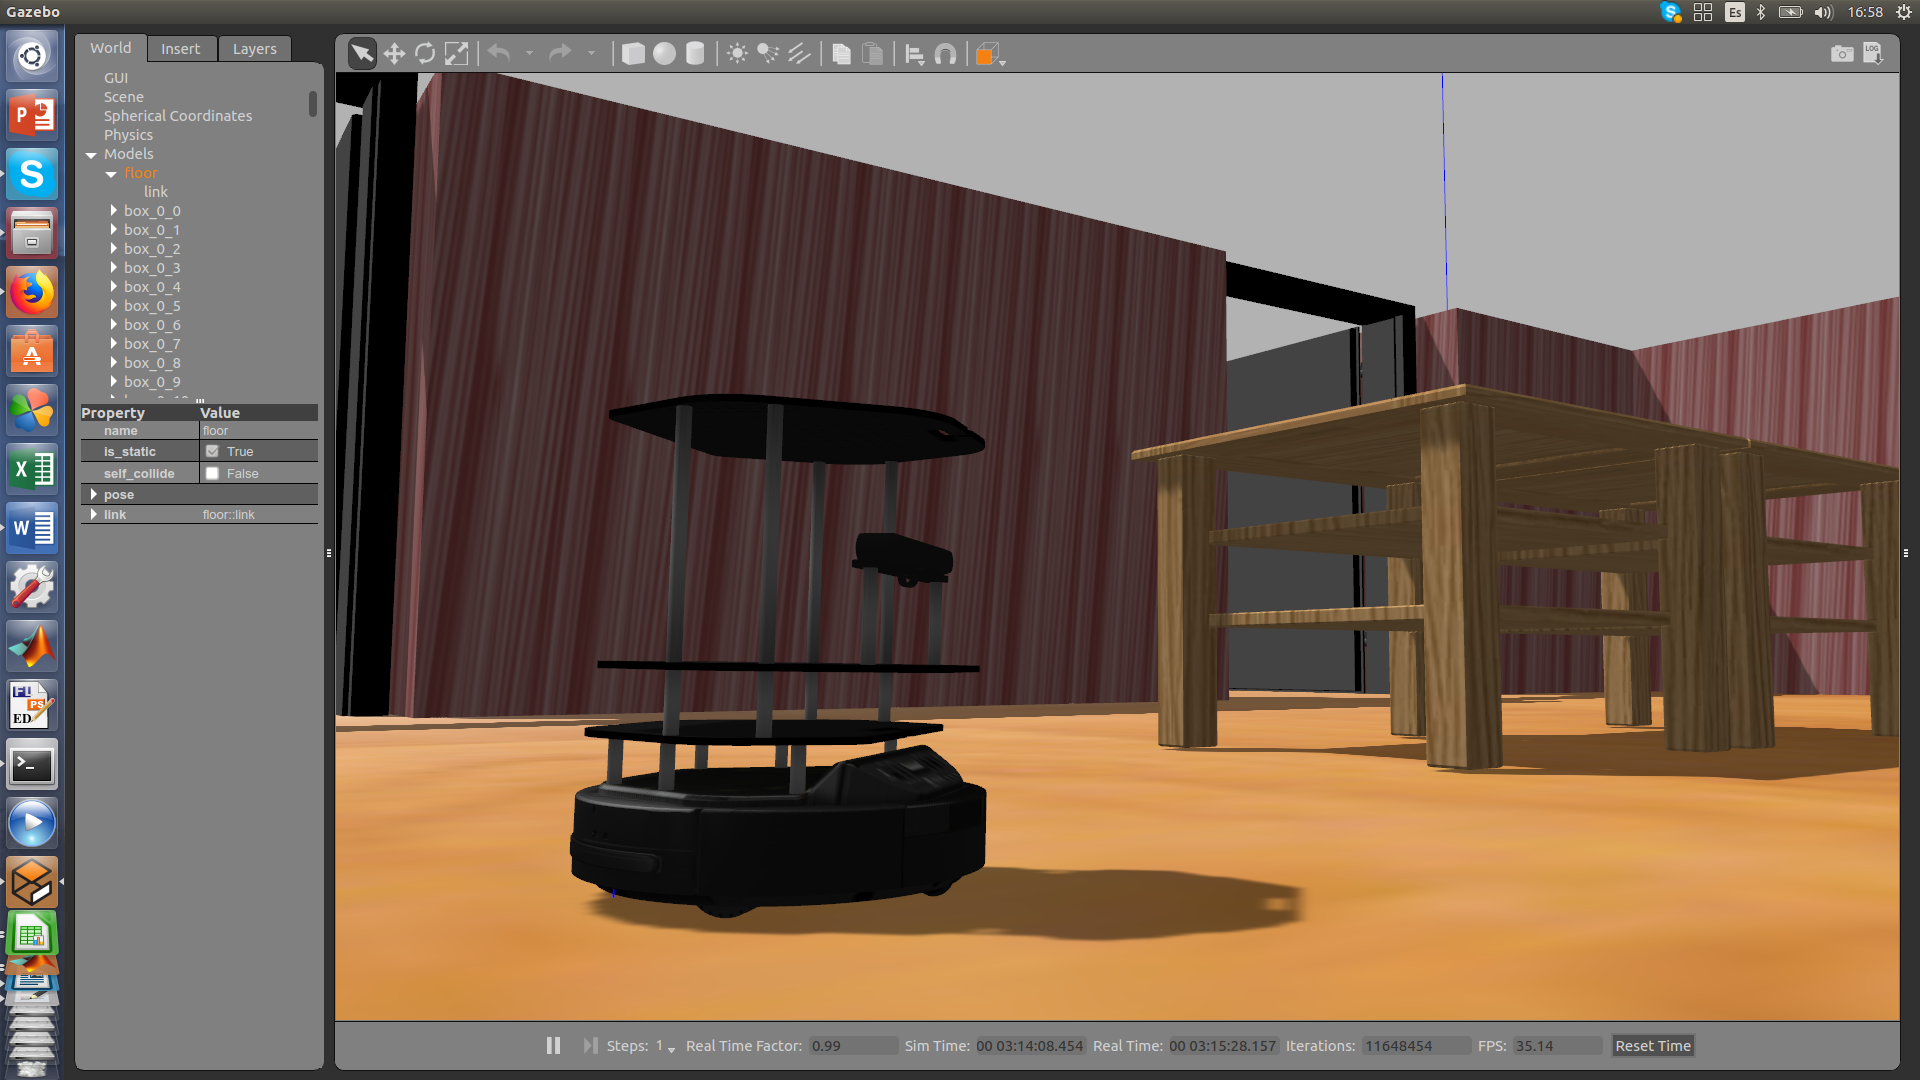 Gazebo
Es
16:58
World Insert Layers
LOG
GUI
Scene
Spherical Coordinates
Physics
Models
floor
link
box_0_0
box_0_1
box_0_2
box_0_3
box_0_4
box_0_5
box_0_6
box_0_7
box_0_8
box_0_9
Property Value
name floor
is_static True
self_collide False
pose
link floor::link
Steps: 1 Real Time Factor: 0.99 Sim Time: 00 03:14:08.454 Real Time: 00 03:15:28.157 Iterations: 11648454 FPS: 35.14 Reset Time